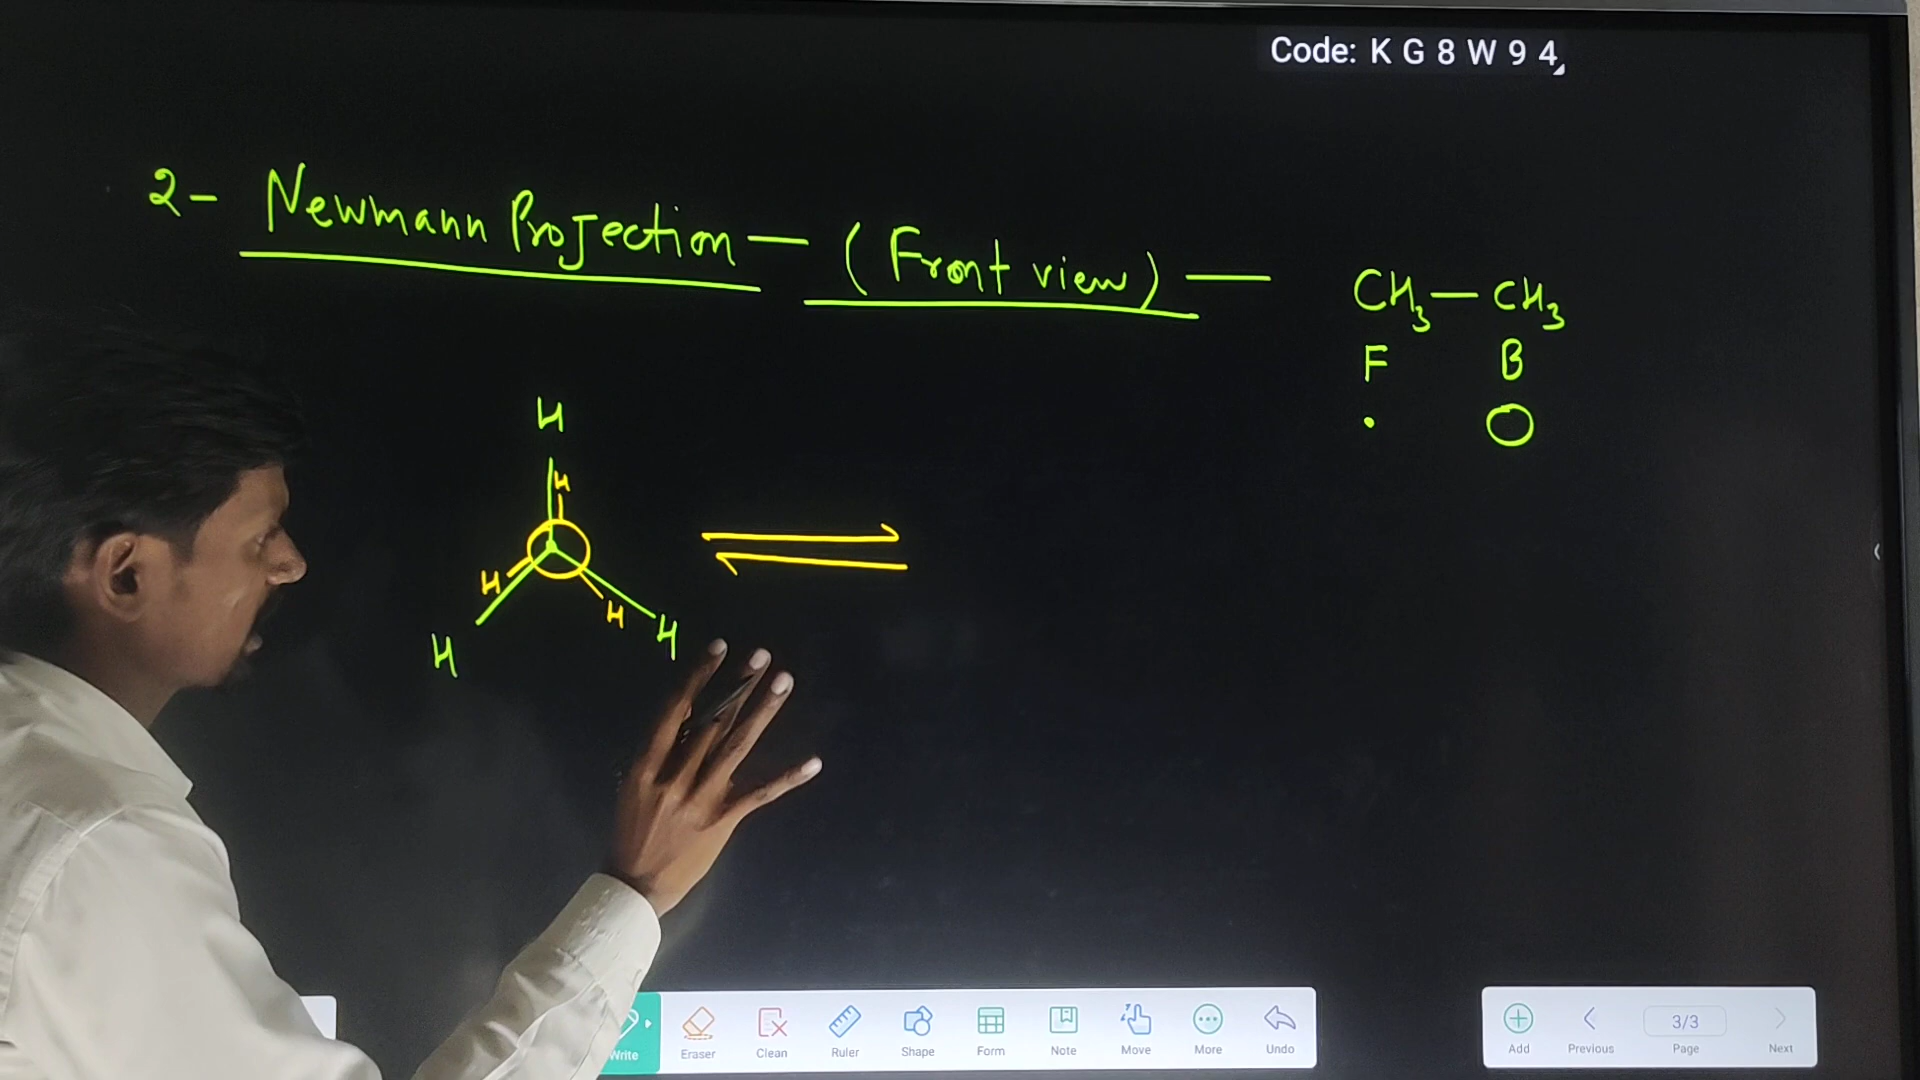 Code: K G 8 W 9 4
2- Newmann Projection — (Front view) — CH₃ — CH₃
F B
H
H
H H
H H
Write Eraser Clean Ruler Shape Form Note Move More Undo
Add Previous 3/3 Page Next